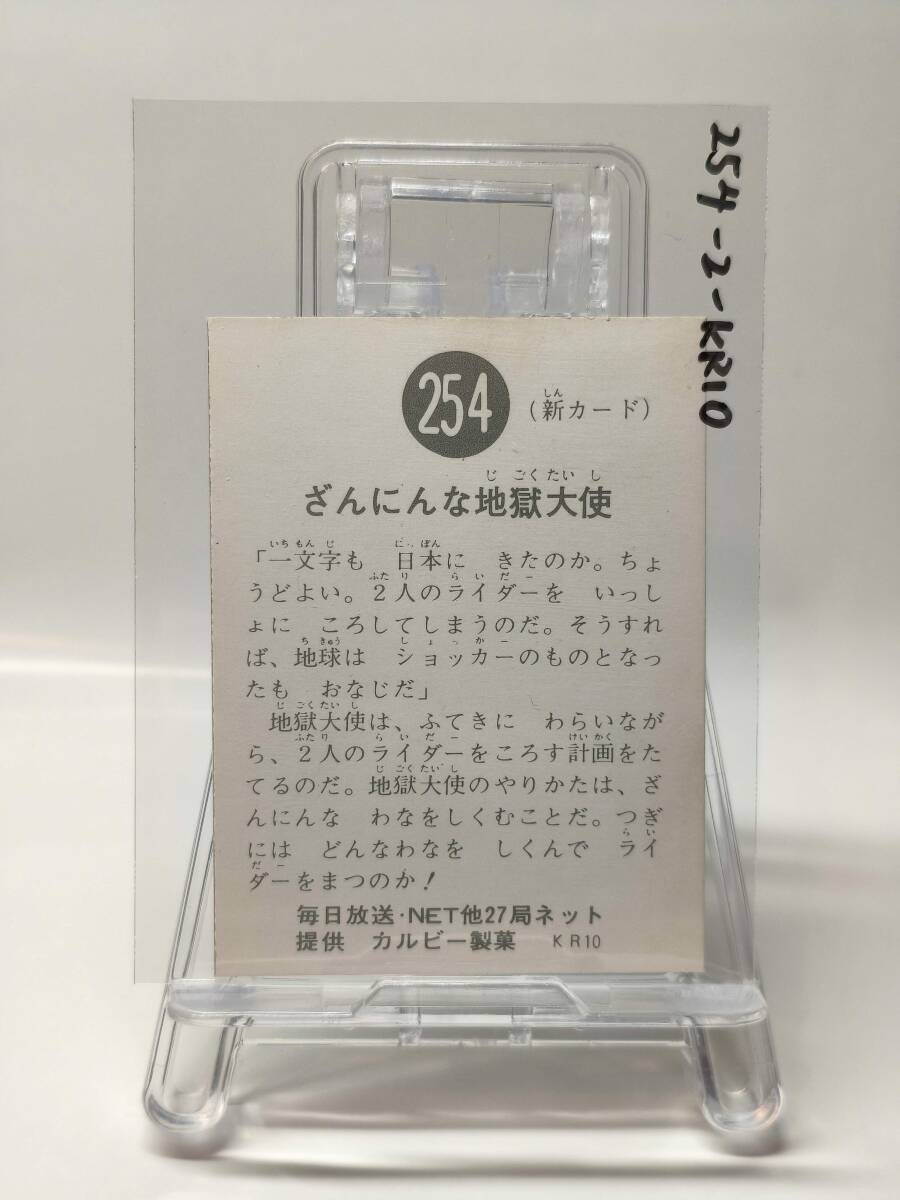 254-2-KR10
254 (新カード)
ざんにんな地獄大使
「一文字も 日本に きたのか。ちょ
うどよい。2人のライダーを いっし
ょに ころしてしまうのだ。そうすれ
ば、地球は ショッカーのものとなっ
たも おなじだ」
地獄大使は、ふてきに わらいなが
ら、2人のライダーをころす計画をた
てるのだ。地獄大使のやりかたは、ざ
んにんな わなをしくむことだ。つぎ
には どんなわなを しくんで ライ
ダーをまつのか!
毎日放送・NET他27局ネット
提供 カルビー製菓 KR10